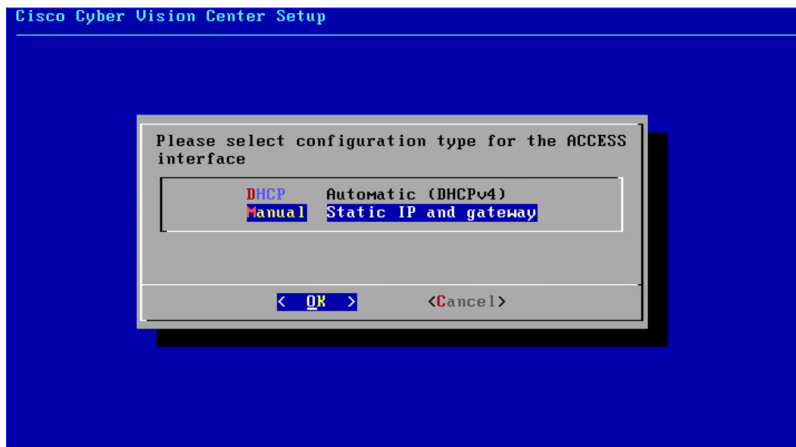 Cisco Cyber Vision Center Setup
Please select configuration type for the ACCESS
interface
DHCP Automatic (DHCPv4)
Manual Static IP and gateway
< OK > <Cancel>